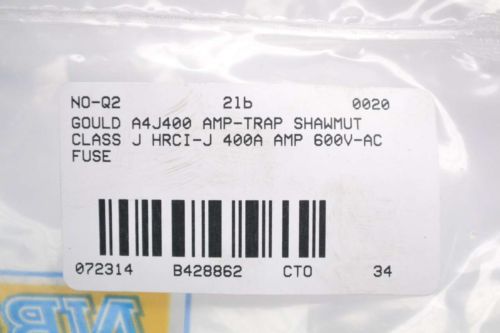 NO-Q2 21b 0020
GOULD A4J400 AMP-TRAP SHAWMUT
CLASS J HRCI-J 400A AMP 600V-AC
FUSE
072314 B428862 CTO 34